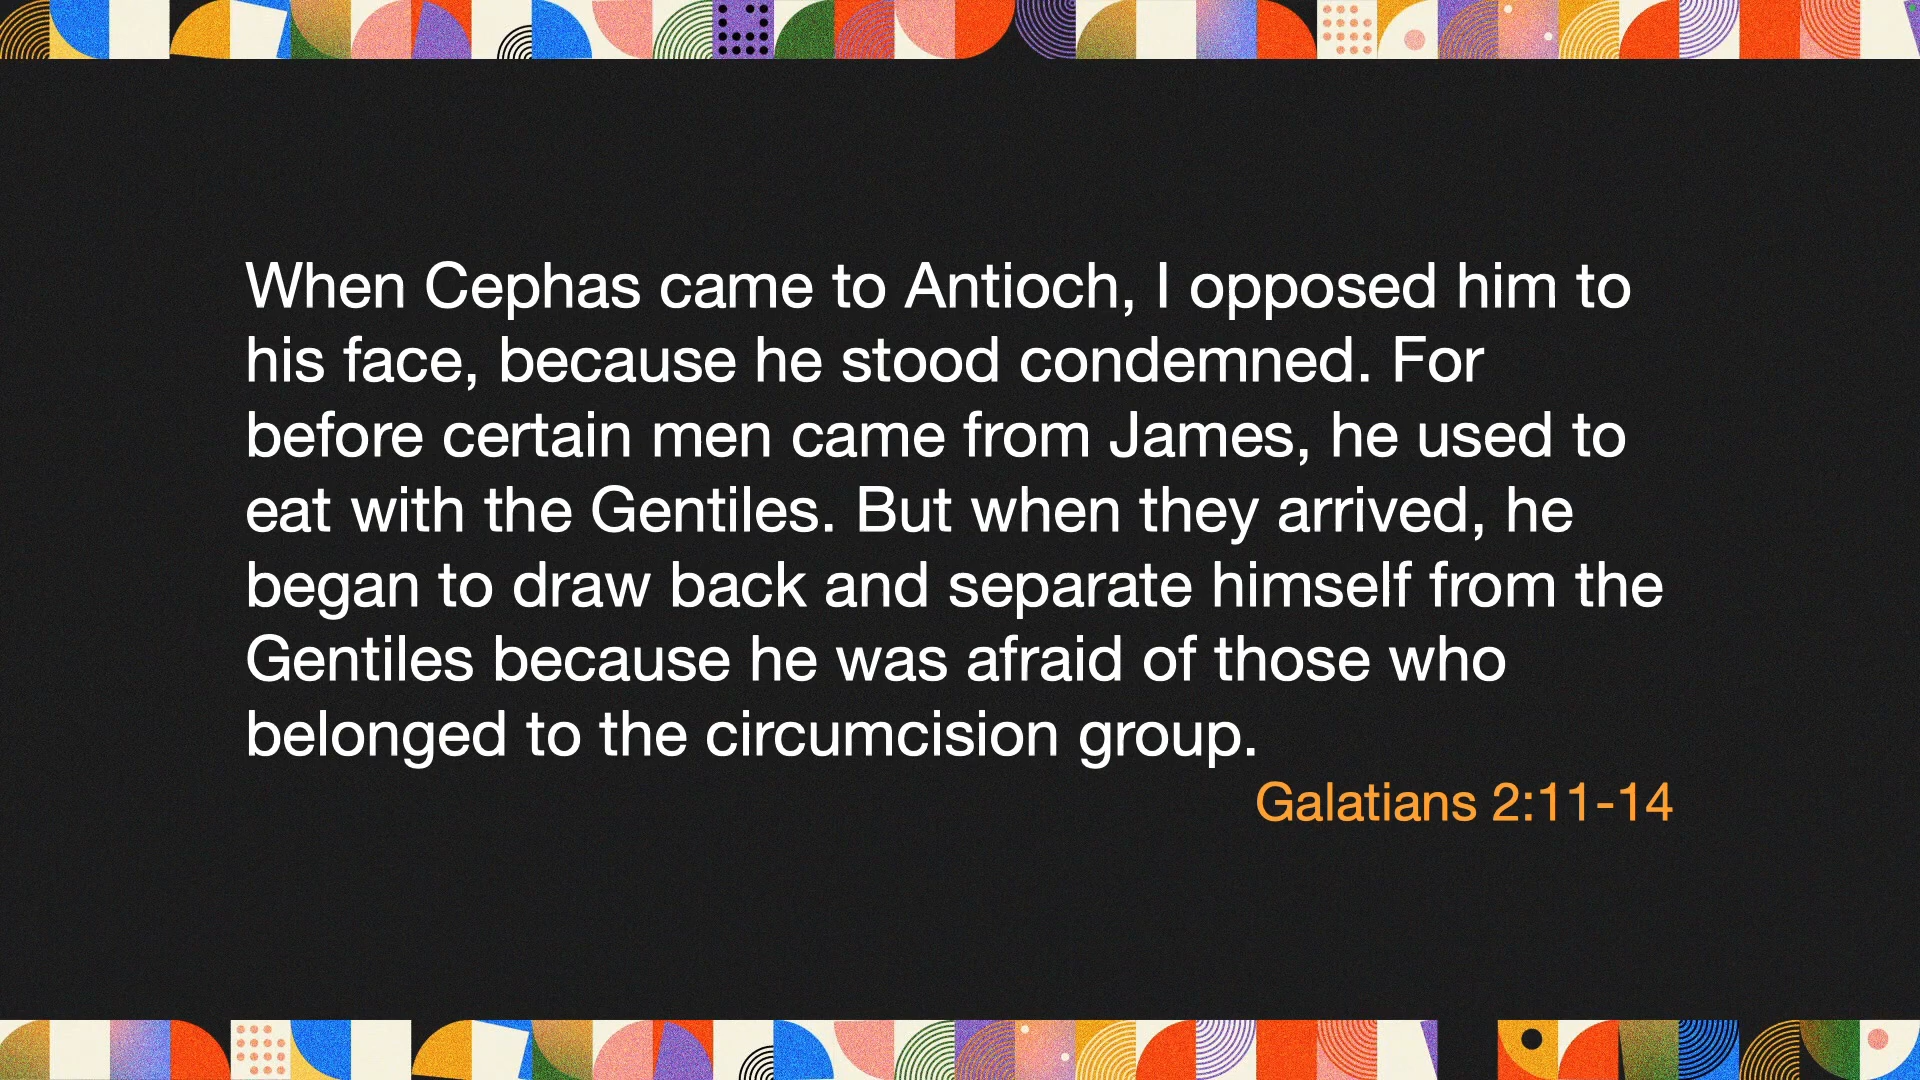 When Cephas came to Antioch, I opposed him to
his face, because he stood condemned. For
before certain men came from James, he used to
eat with the Gentiles. But when they arrived, he
began to draw back and separate himself from the
Gentiles because he was afraid of those who
belonged to the circumcision group.
Galatians 2:11-14